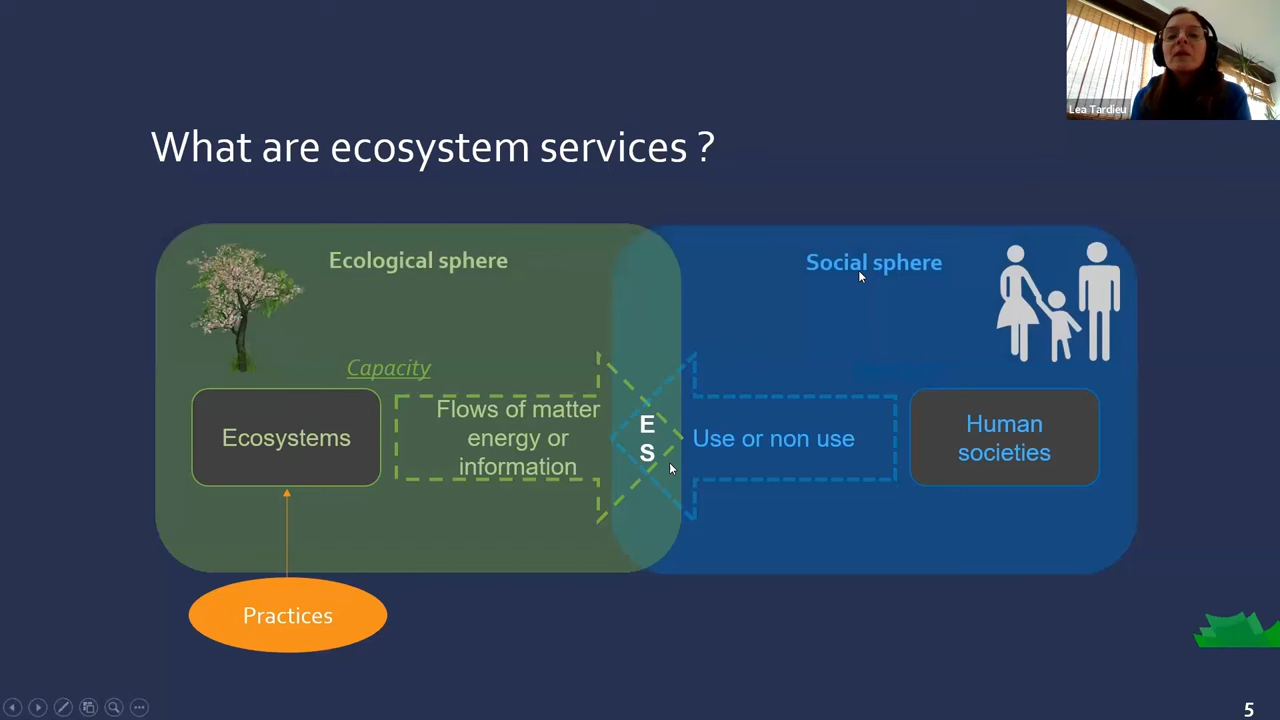 Lea Tardieu
What are ecosystem services ?
Ecological sphere
Social sphere
Capacity
Ecosystems
Flows of matter
energy or
information
E
S
Use or non use
Human
societies
Practices
5